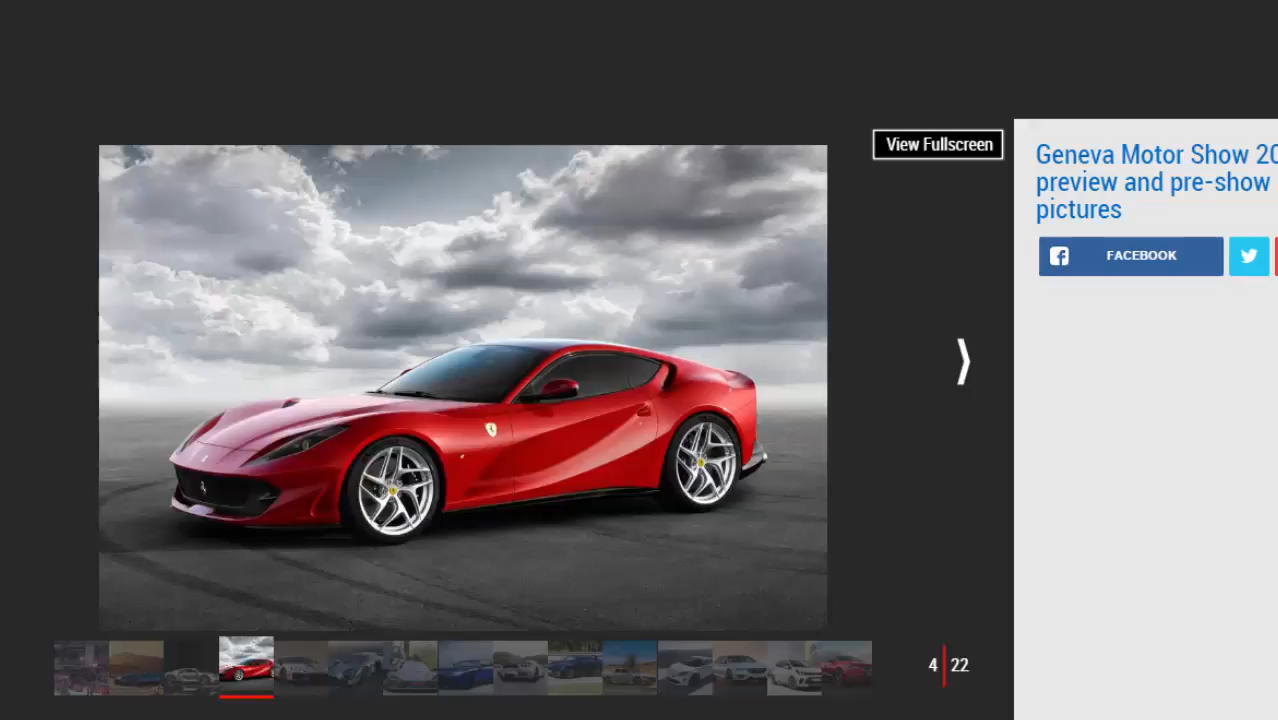 View Fullscreen
Geneva Motor Show 20
preview and pre-show
pictures
FACEBOOK
4 22